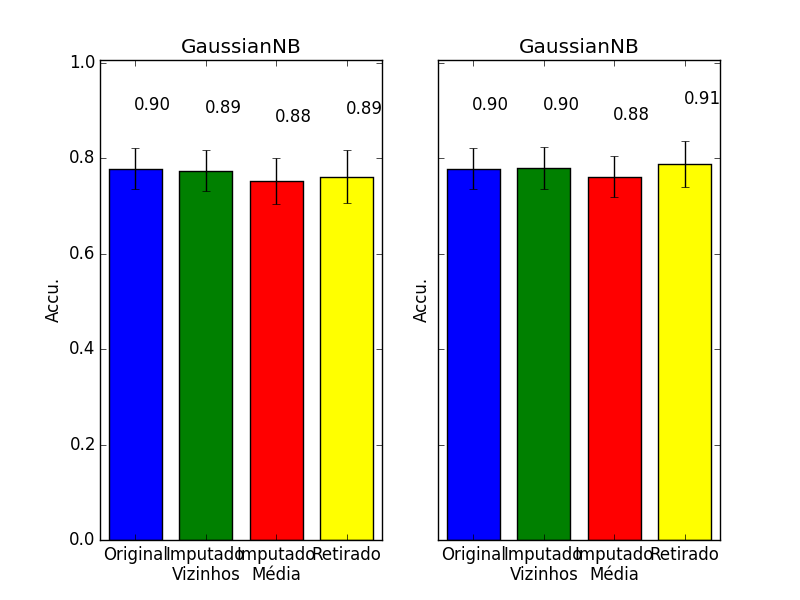 GaussianNB
1.0
0.8
0.6
0.4
0.2
0.0
Accu.
0.90
0.89
0.88
0.89
Original
Imputado
Vizinhos
Imputado
Média
Retirado
GaussianNB
Accu.
0.90
0.90
0.88
0.91
Original
Imputado
Vizinhos
Imputado
Média
Retirado